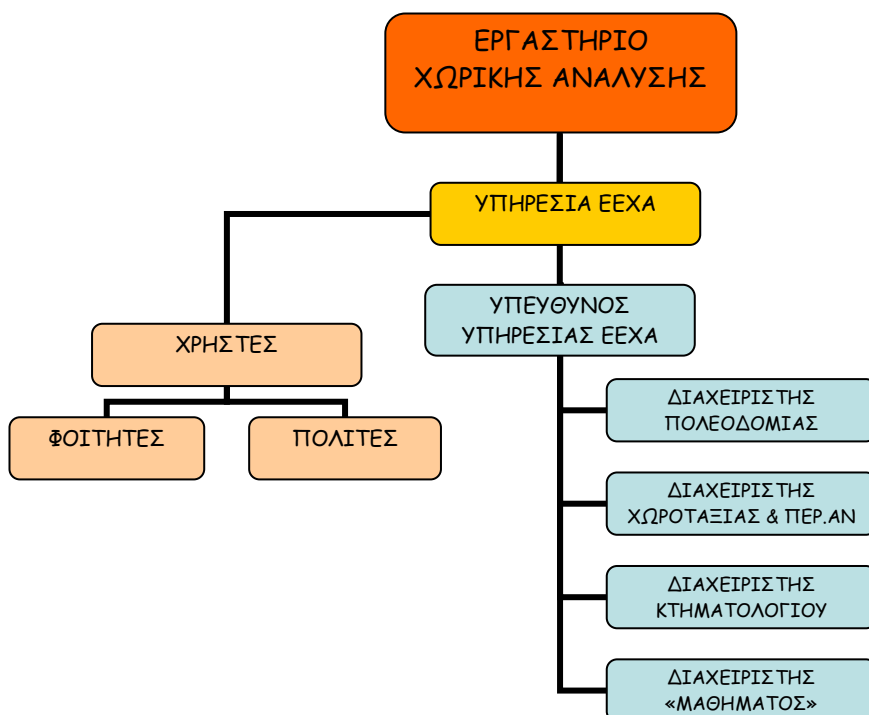 ΕΡΓΑΣΤΗΡΙΟ
ΧΩΡΙΚΗΣ ΑΝΑΛΥΣΗΣ
ΥΠΗΡΕΣΙΑ ΕΕΧΑ
ΥΠΕΥΘΥΝΟΣ
ΥΠΗΡΕΣΙΑΣ ΕΕΧΑ
ΧΡΗΣΤΕΣ
ΦΟΙΤΗΤΕΣ
ΠΟΛΙΤΕΣ
ΔΙΑΧΕΙΡΙΣΤΗΣ
ΠΟΛΕΟΔΟΜΙΑΣ
ΔΙΑΧΕΙΡΙΣΤΗΣ
ΧΩΡΟΤΑΞΙΑΣ & ΠΕΡ.ΑΝ
ΔΙΑΧΕΙΡΙΣΤΗΣ
ΚΤΗΜΑΤΟΛΟΓΙΟΥ
ΔΙΑΧΕΙΡΙΣΤΗΣ
«ΜΑΘΗΜΑΤΟΣ»